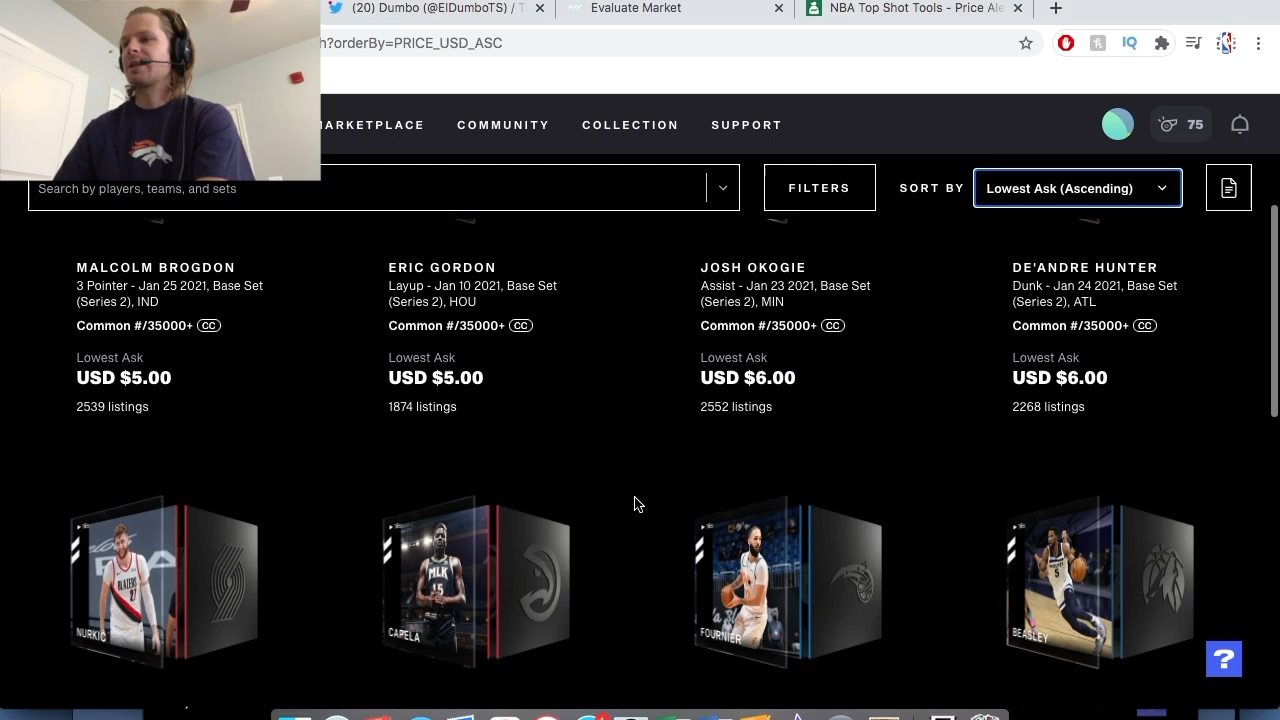 (20) Dumbo (@ElDumboTS) / T
Evaluate Market
NBA Top Shot Tools - Price Ale
h?orderBy=PRICE_USD_ASC
ARKETPLACE
COMMUNITY
COLLECTION
SUPPORT
75
Search by players, teams, and sets
FILTERS
SORT BY
Lowest Ask (Ascending)
MALCOLM BROGDON
3 Pointer - Jan 25 2021, Base Set
(Series 2), IND
Common #/35000+ CC
Lowest Ask
USD $5.00
2539 listings
ERIC GORDON
Layup - Jan 10 2021, Base Set
(Series 2), HOU
Common #/35000+ CC
Lowest Ask
USD $5.00
1874 listings
JOSH OKOGIE
Assist - Jan 23 2021, Base Set
(Series 2), MIN
Common #/35000+ CC
Lowest Ask
USD $6.00
2552 listings
DE'ANDRE HUNTER
Dunk - Jan 24 2021, Base Set
(Series 2), ATL
Common #/35000+ CC
Lowest Ask
USD $6.00
2268 listings
BLAZERS
27
NURKIC
MLK
15
CAPELA
FOURNIER
5
BEASLEY
?